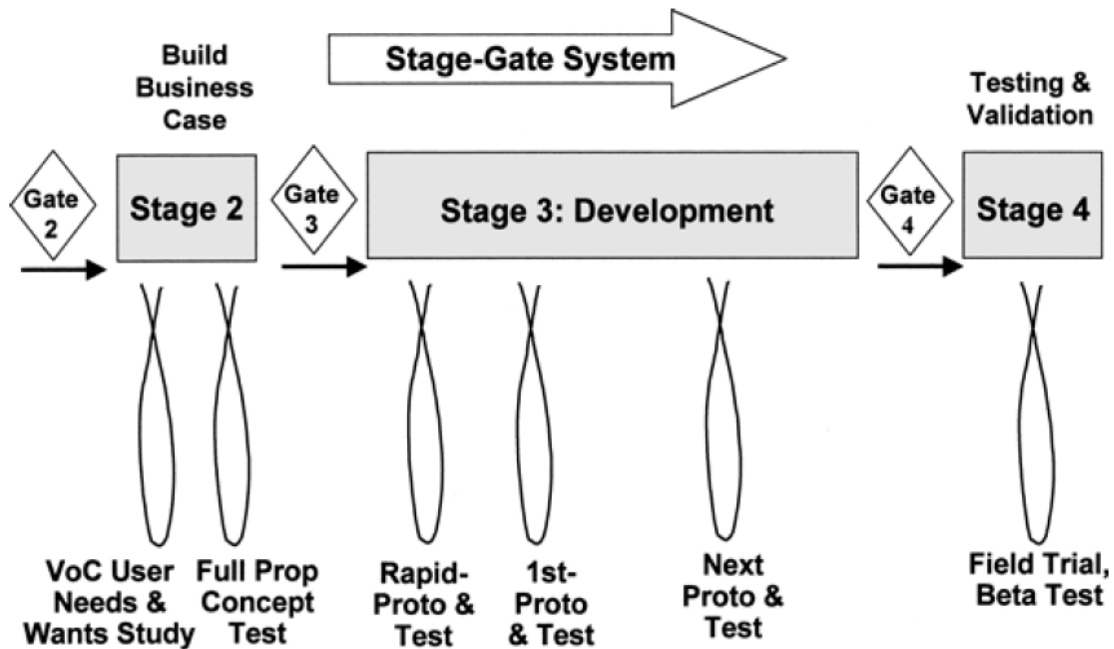 Build
Business
Case
Stage-Gate System
Testing &
Validation
Gate
2
Stage 2
Gate
3
Stage 3: Development
Gate
4
Stage 4
VoC User
Needs &
Wants Study
Full Prop
Concept
Test
Rapid-
Proto &
Test
1st-
Proto
& Test
Next
Proto &
Test
Field Trial,
Beta Test